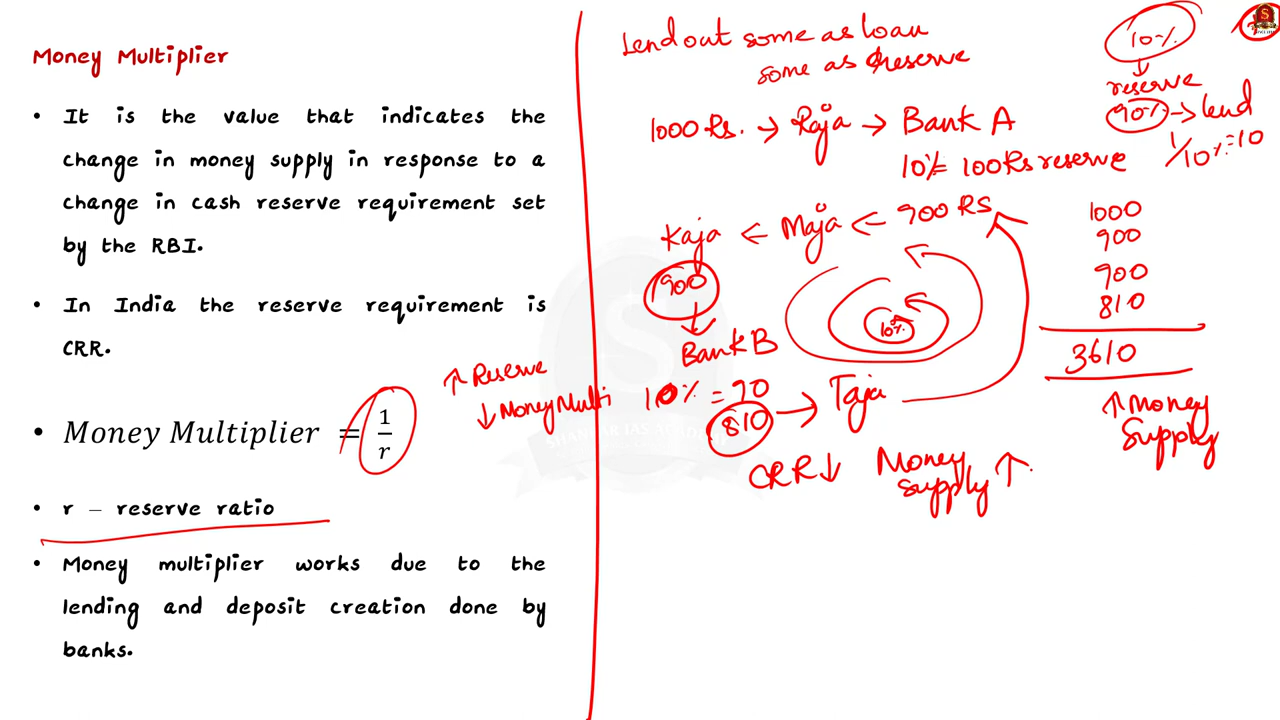 Money Multiplier
• It is the value that indicates the
change in money supply in response to a
change in cash reserve requirement set
by the RBI.
• In India the reserve requirement is
CRR.
• Money Multiplier = 1/r
• r – reserve ratio
• Money multiplier works due to the
lending and deposit creation done by
banks.
↑ Reserve
↓ Money Multi
Lend out some as loan
some as reserve
10%
↓
reserve
90% → lend
1/10% = 10
1000 Rs. → Raja → Bank A
10% = 100 Rs reserve
Kaja ← Maja ← 900 RS
900
↓
Bank B
10% = 90
810 → Taja
10%
CRR ↓ Money supply ↑
1000
900
900
810
3610
↑ Money
Supply
SHANKAR IAS ACADEMY